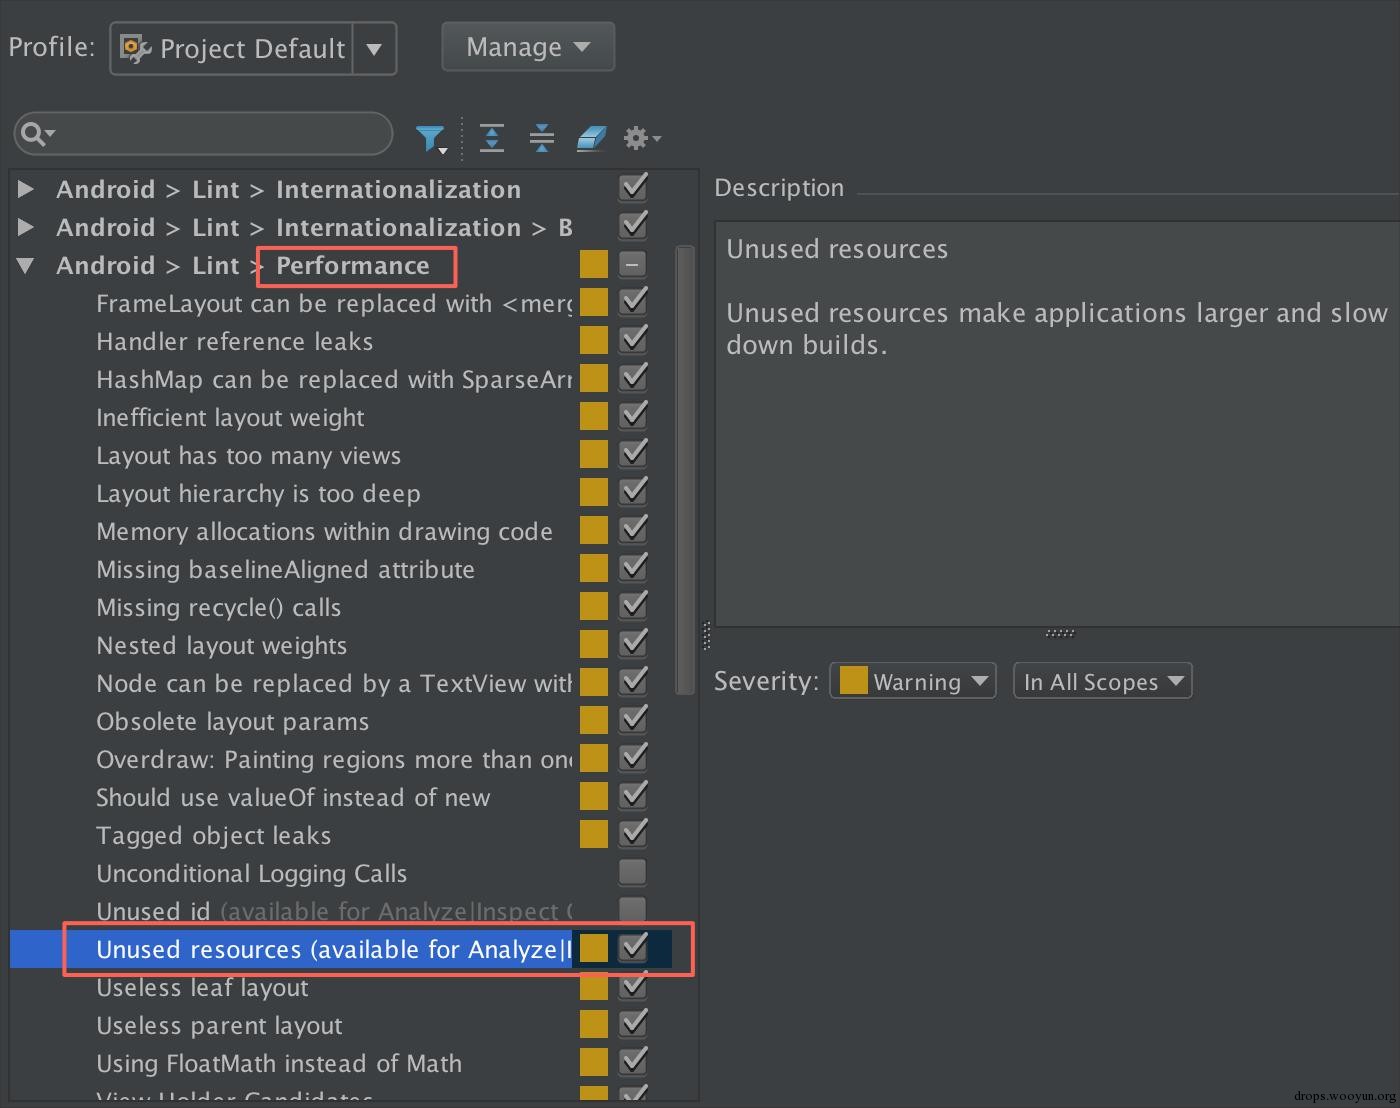 Profile: Project Default Manage
Android > Lint > Internationalization
Android > Lint > Internationalization > B
Android > Lint > Performance
FrameLayout can be replaced with <merg
Handler reference leaks
HashMap can be replaced with SparseArr
Inefficient layout weight
Layout has too many views
Layout hierarchy is too deep
Memory allocations within drawing code
Missing baselineAligned attribute
Missing recycle() calls
Nested layout weights
Node can be replaced by a TextView with
Obsolete layout params
Overdraw: Painting regions more than onc
Should use valueOf instead of new
Tagged object leaks
Unconditional Logging Calls
Unused id (available for Analyze|Inspect C
Unused resources (available for Analyze|I
Useless leaf layout
Useless parent layout
Using FloatMath instead of Math
View Holder Candidates
Description
Unused resources
Unused resources make applications larger and slow
down builds.
Severity: Warning In All Scopes
drops.wooyun.org